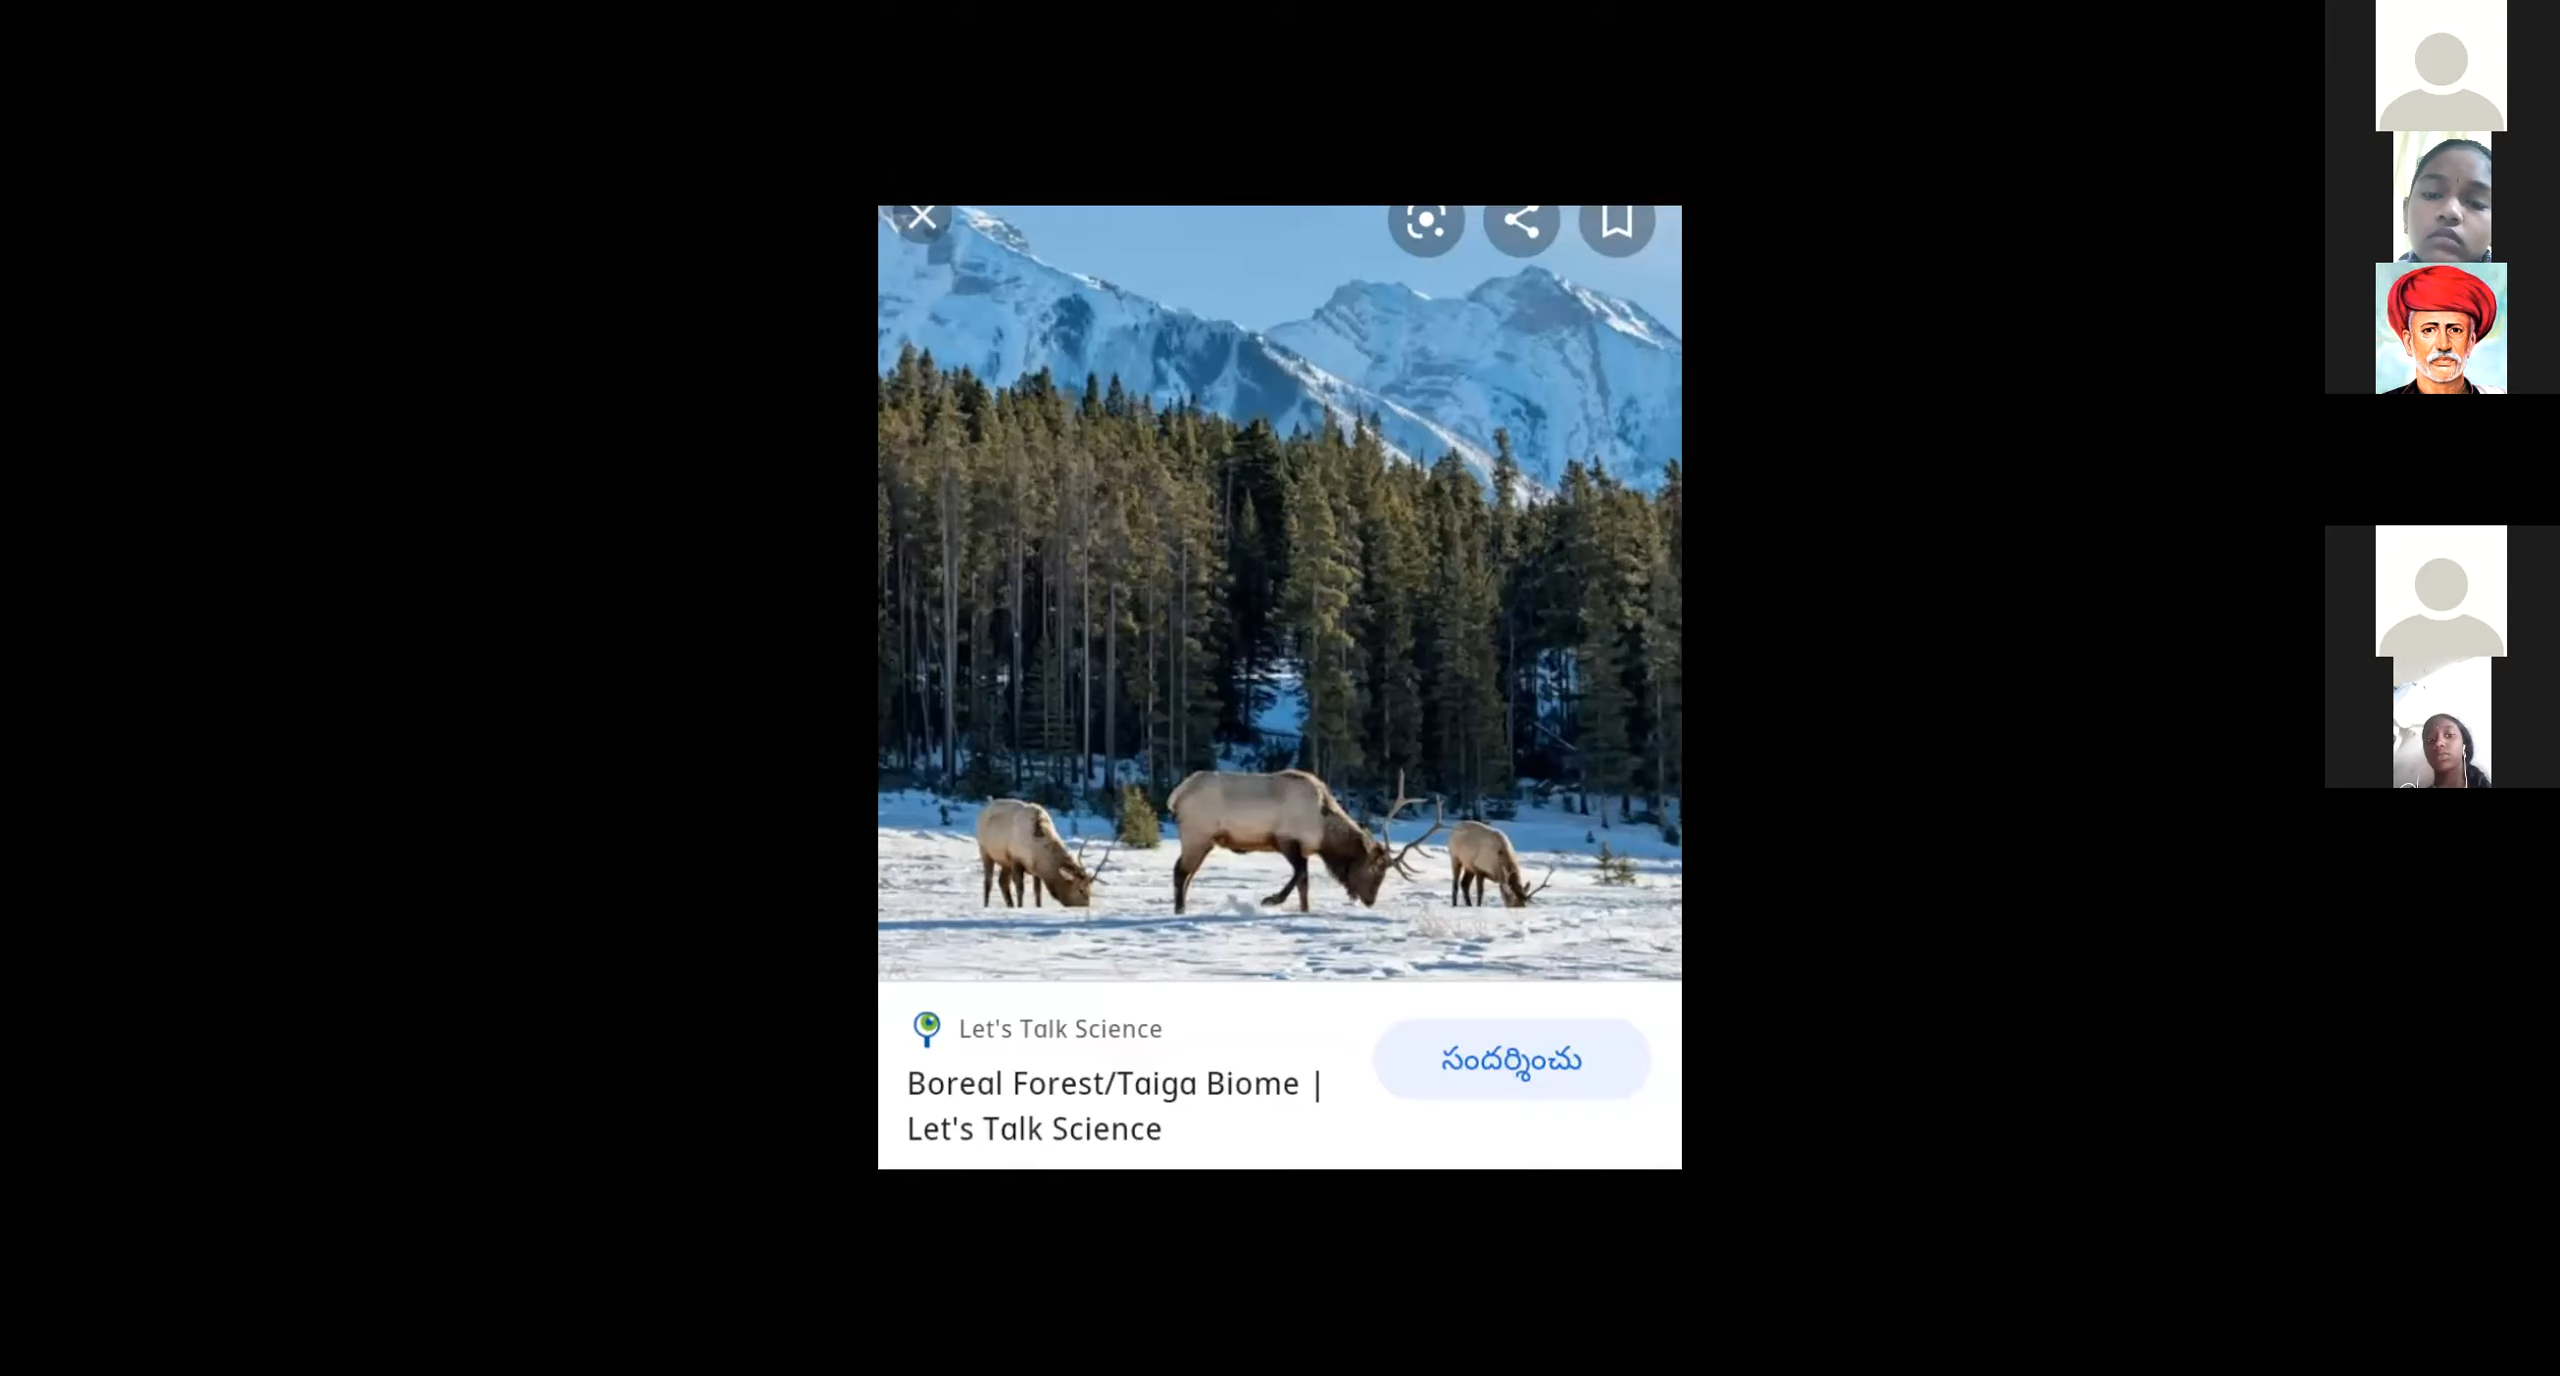 Let's Talk Science
Boreal Forest/Taiga Biome |
Let's Talk Science
సందర్శించు